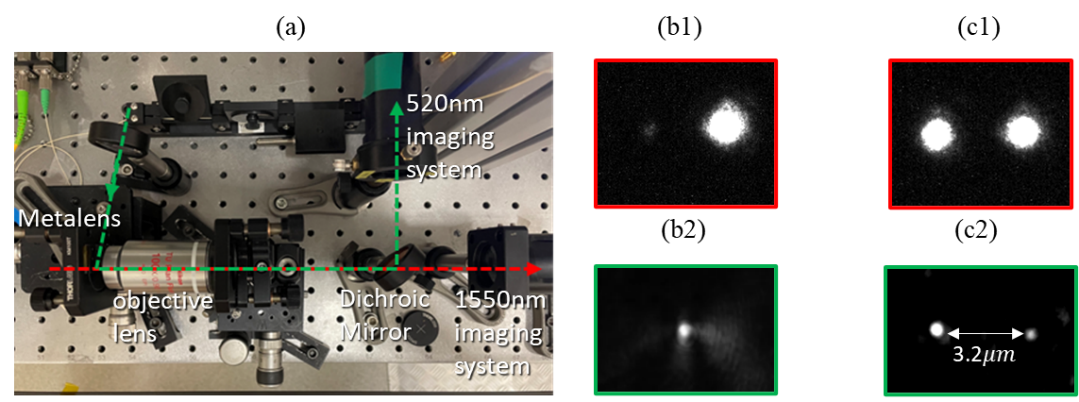 (a)
(b1)
(c1)
520nm
imaging
system
Metalens
objective
lens
Dichroic
Mirror
1550nm
imaging
system
(b2)
(c2)
3.2μm